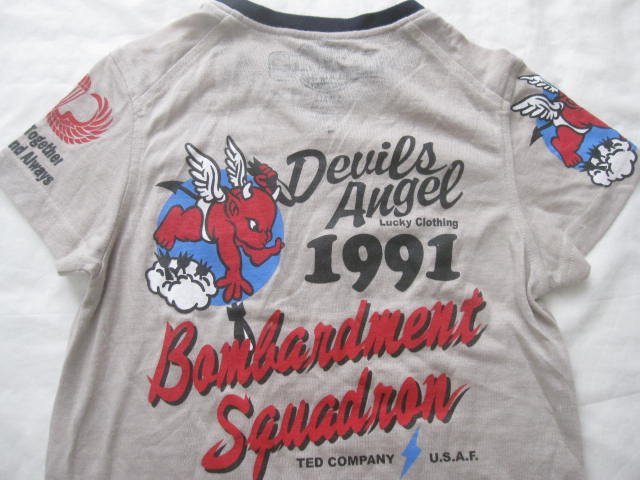 Together
and Always
Devils
Angel
Lucky Clothing
1991
Bombardment
Squadron
TED COMPANY
U.S.A.F.